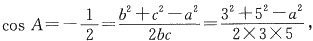 cos A = −1/2 = (b² + c² − a²)/(2bc) = (3² + 5² − a²)/(2×3×5),